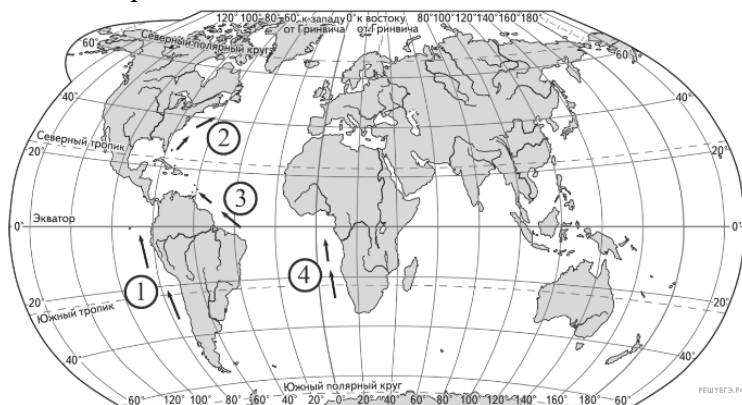 120° 100° 80° 60° к западу 0° к востоку 80° 100° 120° 140° 180°
от Гринвича от Гринвича
Северный полярный круг
60° 60°
40° 40°
Северный тропик
20° 20°
2
3
Экватор
0° 0°
1 4
20° 20°
Южный тропик
40° 40°
Южный полярный круг
60° 120° 100° 80° 60° 40° 20° 0° 20° 40° 60° 80° 100° 120° 140° 180° 60°
РЕШУЕГЭ.РФ